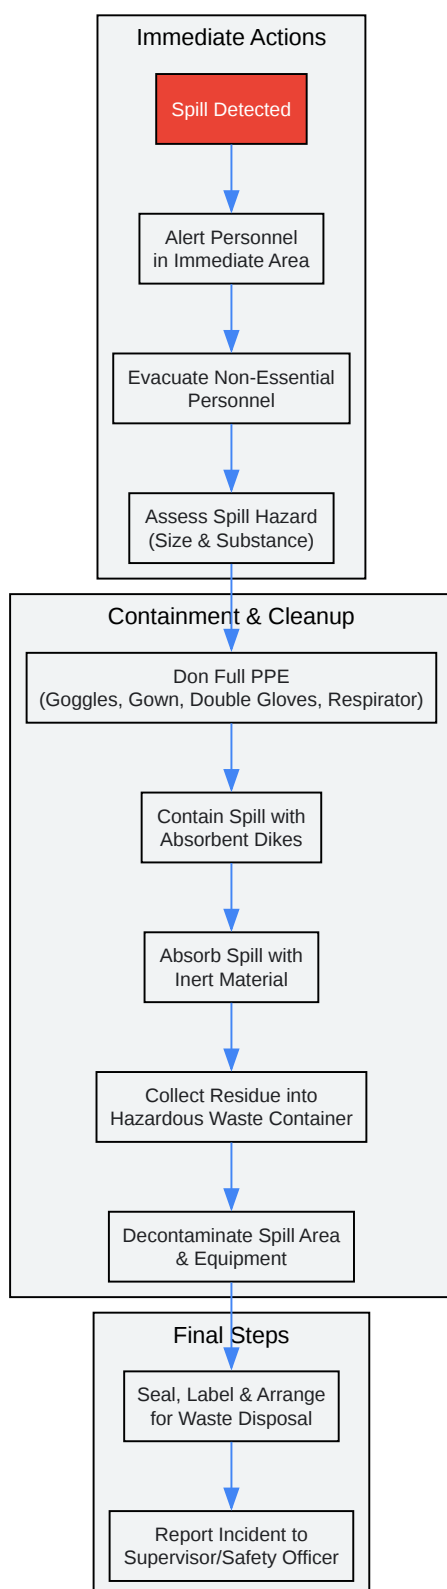 Immediate Actions
Spill Detected
Alert Personnel
in Immediate Area
Evacuate Non-Essential
Personnel
Assess Spill Hazard
(Size & Substance)
Containment & Cleanup
Don Full PPE
(Goggles, Gown, Double Gloves, Respirator)
Contain Spill with
Absorbent Dikes
Absorb Spill with
Inert Material
Collect Residue into
Hazardous Waste Container
Decontaminate Spill Area
& Equipment
Final Steps
Seal, Label & Arrange
for Waste Disposal
Report Incident to
Supervisor/Safety Officer